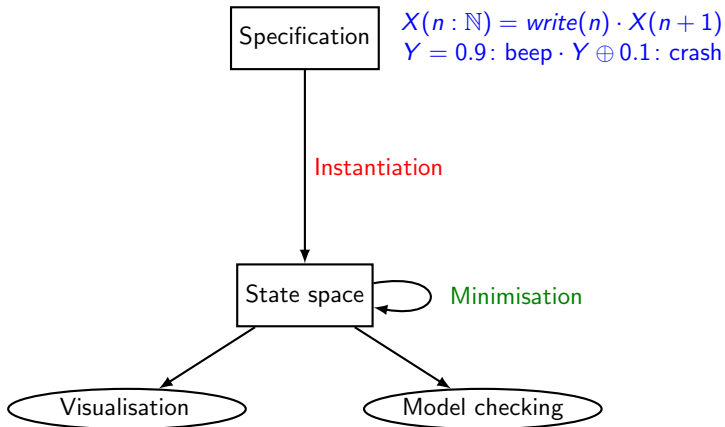 Specification
X(n : ℕ) = write(n) · X(n + 1)
Y = 0.9: beep · Y ⊕ 0.1: crash
Instantiation
State space
Minimisation
Visualisation
Model checking